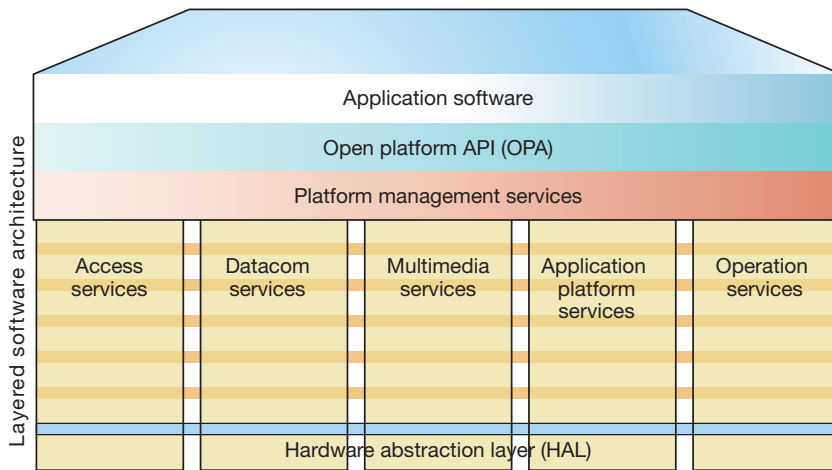 Layered software architecture
Application software
Open platform API (OPA)
Platform management services
Access
services
Datacom
services
Multimedia
services
Application
platform
services
Operation
services
Hardware abstraction layer (HAL)